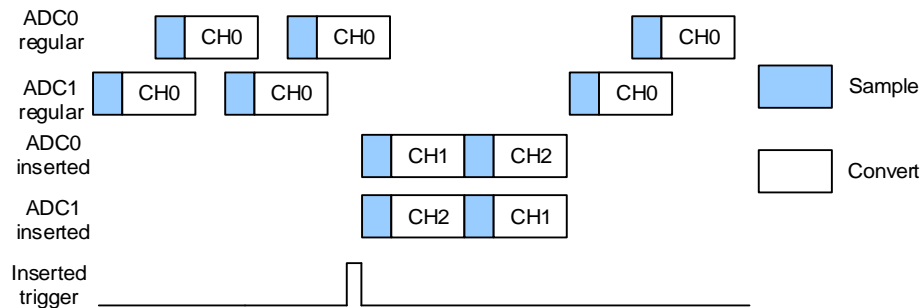 ADC0
regular
CH0
CH0
CH0
ADC1
regular
CH0
CH0
CH0
Sample
ADC0
inserted
CH1
CH2
Convert
ADC1
inserted
CH2
CH1
Inserted
trigger